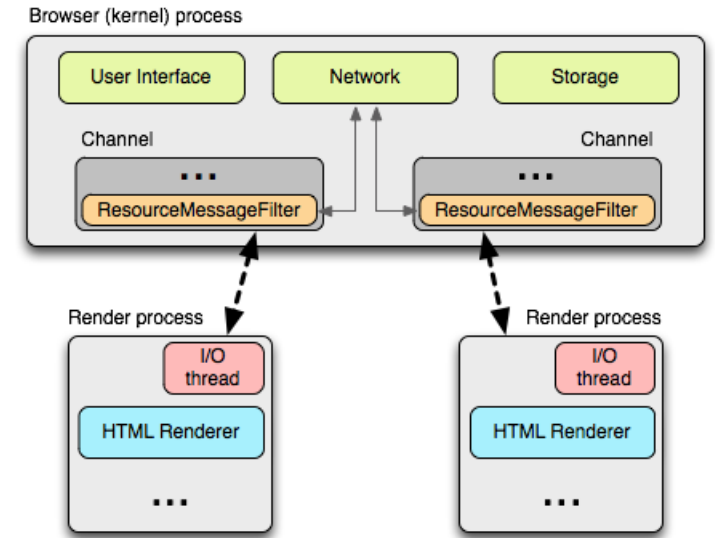 Browser (kernel) process
User Interface
Network
Storage
Channel
Channel
...
...
ResourceMessageFilter
ResourceMessageFilter
Render process
Render process
I/O
thread
I/O
thread
HTML Renderer
HTML Renderer
...
...